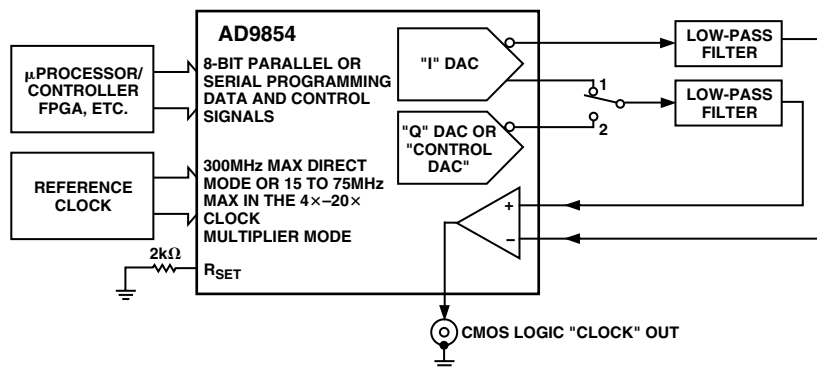 AD9854
µPROCESSOR/
CONTROLLER
FPGA, ETC.
8-BIT PARALLEL OR
SERIAL PROGRAMMING
DATA AND CONTROL
SIGNALS
"I" DAC
1
2
LOW-PASS
FILTER
LOW-PASS
FILTER
"Q" DAC OR
"CONTROL
DAC"
REFERENCE
CLOCK
300MHz MAX DIRECT
MODE OR 15 TO 75MHz
MAX IN THE 4×–20×
CLOCK
MULTIPLIER MODE
+
–
2kΩ
RSET
CMOS LOGIC "CLOCK" OUT